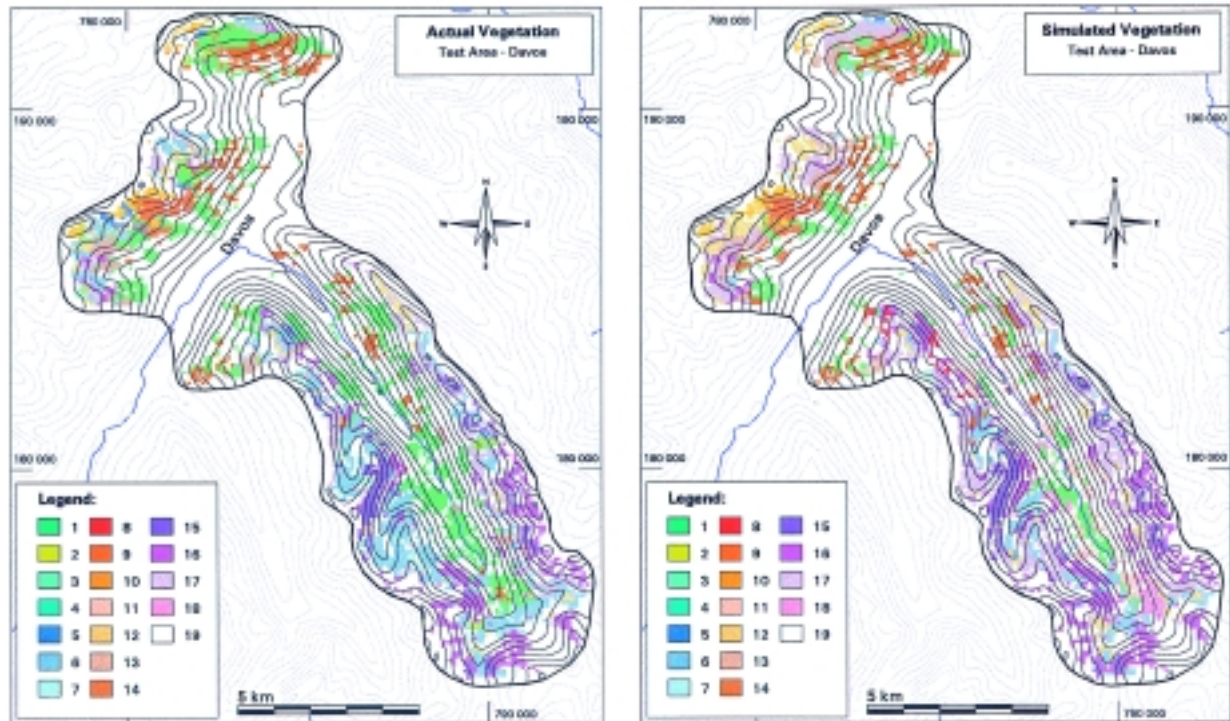 Actual Vegetation
Test Area - Davos
190 000
N
W E
S
Davos
180 000
180 000
Legend:
1 8 15
2 9 16
3 10 17
4 11 18
5 12 19
6 13
7 14
5 km
790 000
Simulated Vegetation
Test Area - Davos
190 000
190 000
N
W E
S
Davos
180 000
180 000
Legend:
1 8 15
2 9 16
3 10 17
4 11 18
5 12 19
6 13
7 14
5 km
790 000